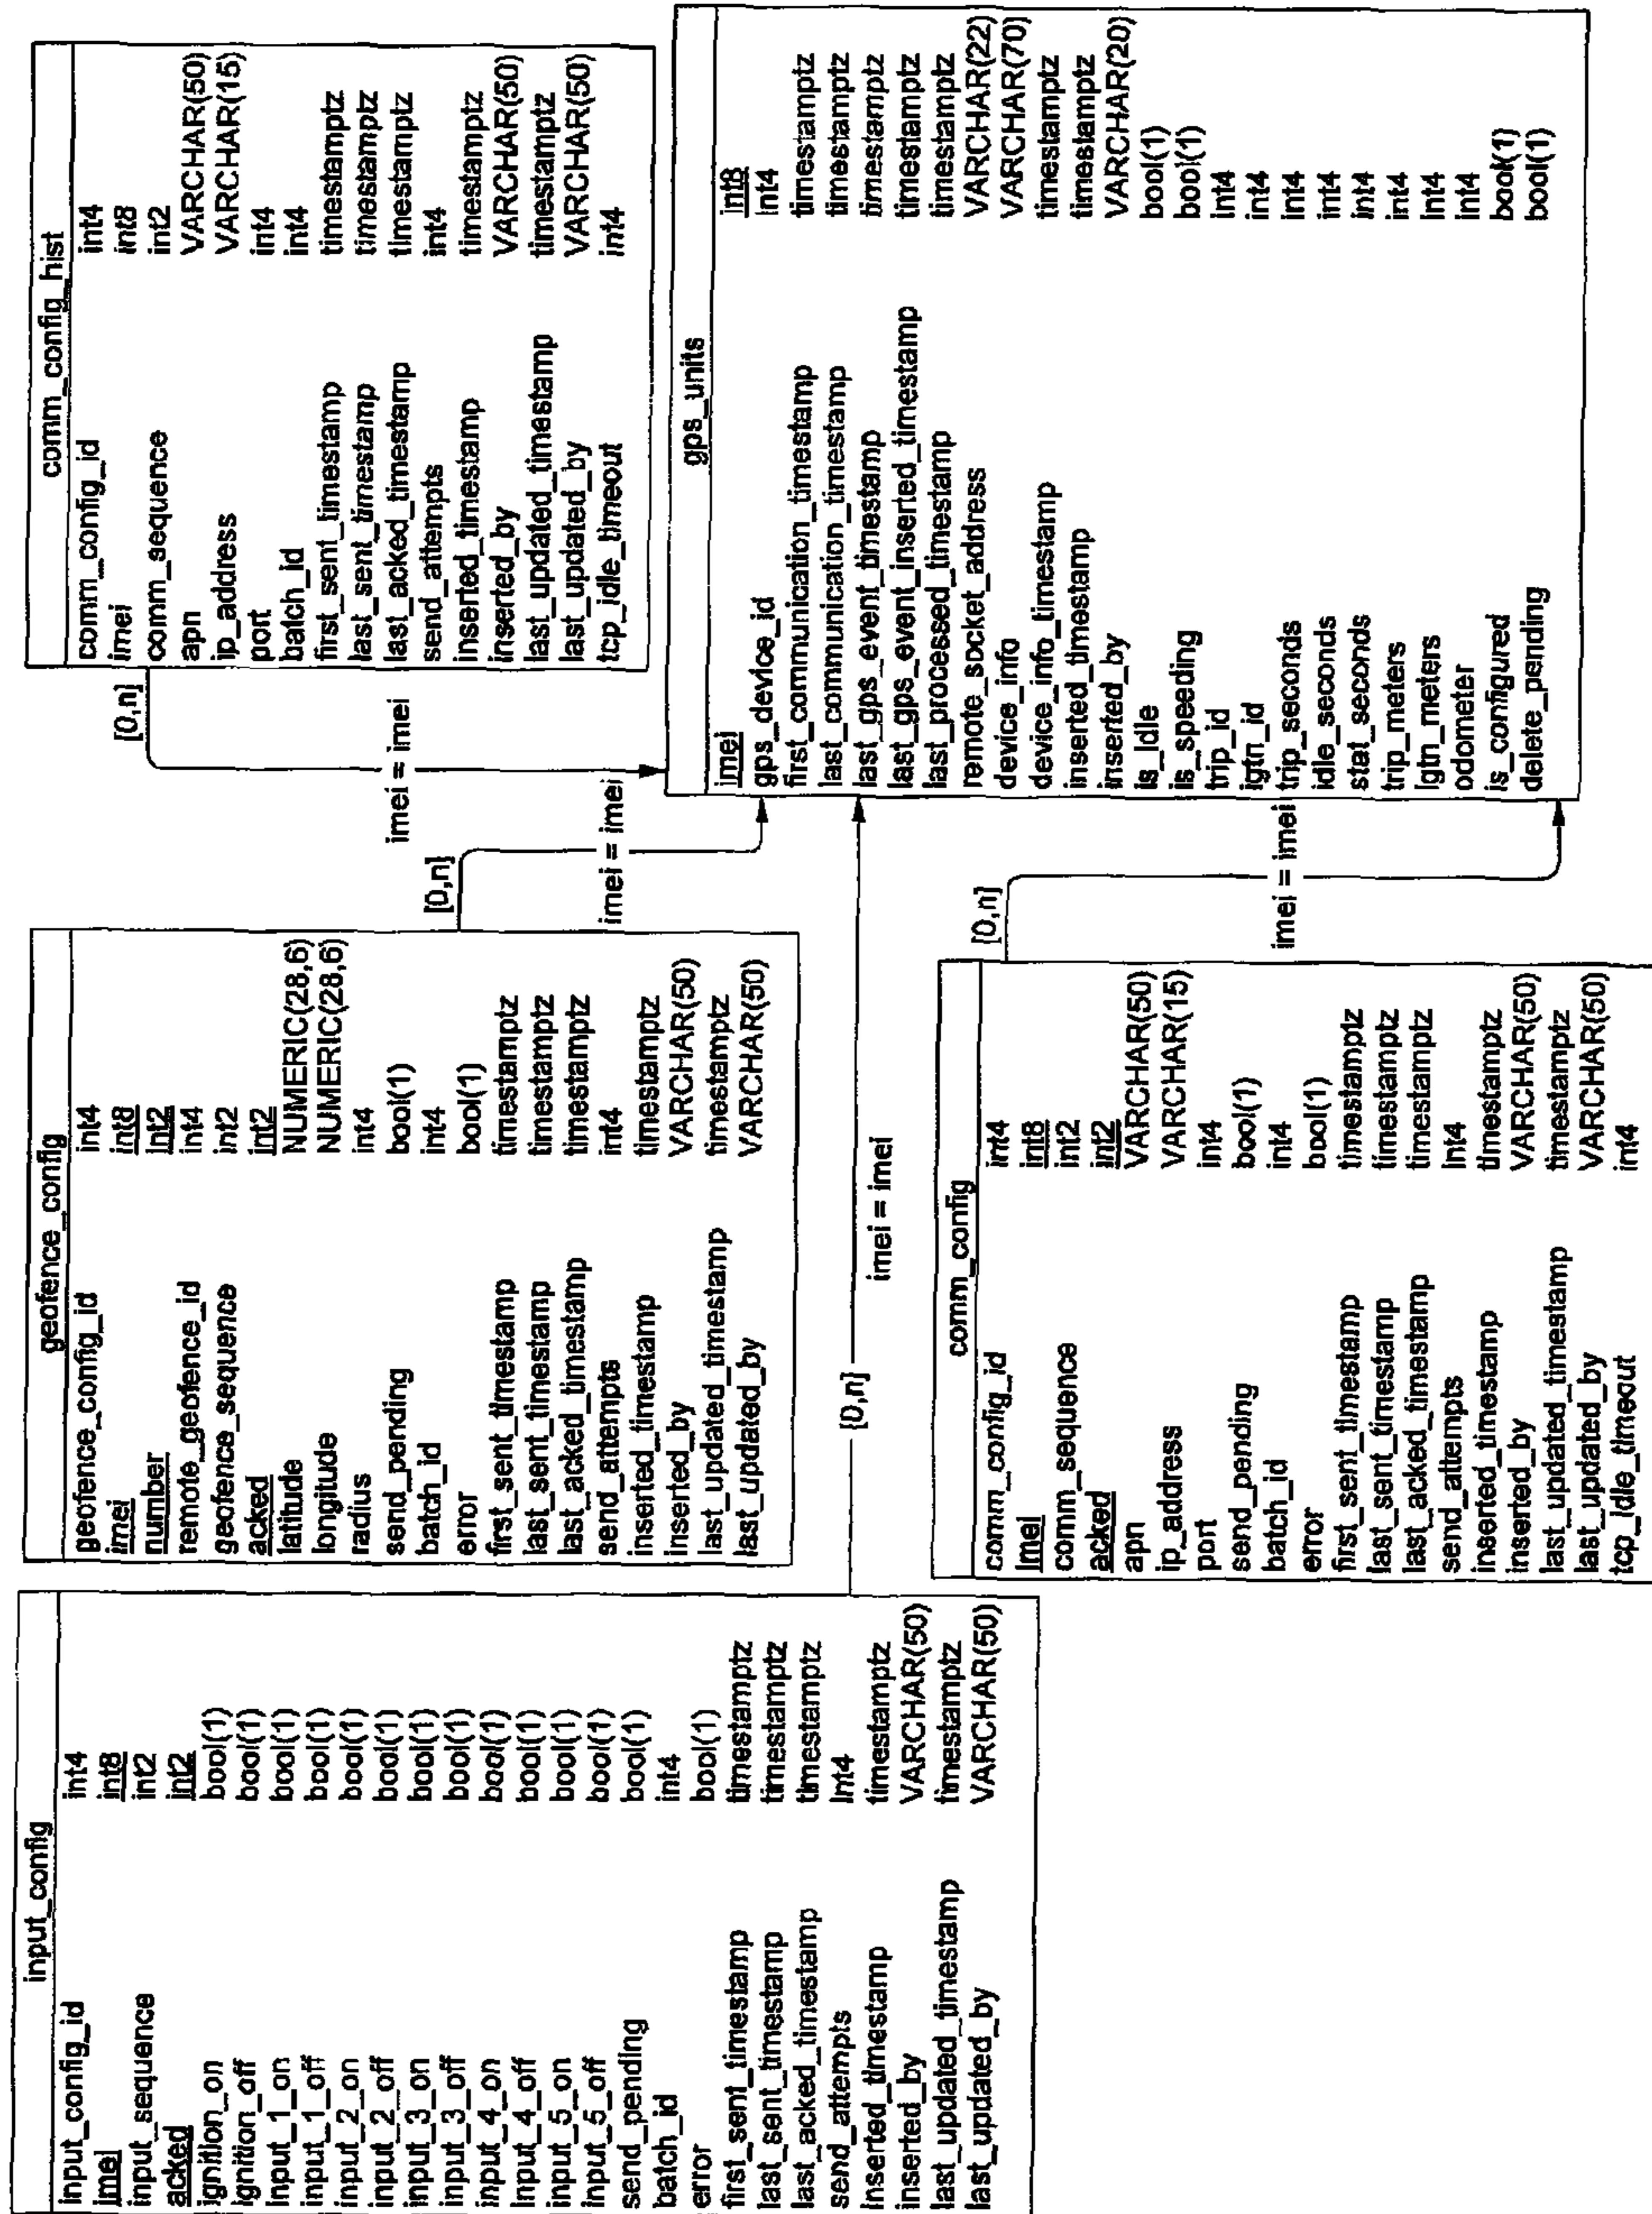 input_config
input_config_id int4
imei int8
input_sequence int2
acked int2
ignition_on bool(1)
ignition_off bool(1)
input_1_on bool(1)
input_1_off bool(1)
input_2_on bool(1)
input_2_off bool(1)
input_3_on bool(1)
input_3_off bool(1)
input_4_on bool(1)
input_4_off bool(1)
input_5_on bool(1)
input_5_off bool(1)
send_pending bool(1)
batch_id int4
error bool(1)
first_sent_timestamp timestamptz
last_sent_timestamp timestamptz
last_acked_timestamp timestamptz
send_attempts int4
inserted_timestamp timestamptz
inserted_by VARCHAR(50)
last_updated_timestamp timestamptz
last_updated_by VARCHAR(50)
geofence_config
geofence_config_id int4
imei int8
number int2
remote_geofence_id int4
geofence_sequence int2
acked int2
latitude NUMERIC(28,6)
longitude NUMERIC(28,6)
radius int4
send_pending bool(1)
batch_id int4
error bool(1)
first_sent_timestamp timestamptz
last_sent_timestamp timestamptz
last_acked_timestamp timestamptz
send_attempts int4
inserted_timestamp timestamptz
inserted_by VARCHAR(50)
last_updated_timestamp timestamptz
last_updated_by VARCHAR(50)
comm_config_hist
comm_config_id int4
imei int8
comm_sequence int2
apn VARCHAR(50)
ip_address VARCHAR(15)
port int4
batch_id int4
first_sent_timestamp timestamptz
last_sent_timestamp timestamptz
last_acked_timestamp timestamptz
send_attempts int4
inserted_timestamp timestamptz
inserted_by VARCHAR(50)
last_updated_timestamp timestamptz
last_updated_by VARCHAR(50)
tcp_idle_timeout int4
[0,n]
imei = imei
[0,n]
imei = imei
[0,n]
imei = imei
[0,n]
imei = imei
comm_config
comm_config_id int4
imei int8
comm_sequence int2
acked int2
apn VARCHAR(50)
ip_address VARCHAR(15)
port int4
send_pending bool(1)
batch_id int4
error bool(1)
first_sent_timestamp timestamptz
last_sent_timestamp timestamptz
last_acked_timestamp timestamptz
send_attempts int4
inserted_timestamp timestamptz
inserted_by VARCHAR(50)
last_updated_timestamp timestamptz
last_updated_by VARCHAR(50)
tcp_idle_timeout int4
gps_units
imei int8
gps_device_id int4
first_communication_timestamp timestamptz
last_communication_timestamp timestamptz
last_gps_event_timestamp timestamptz
last_gps_event_inserted_timestamp timestamptz
last_processed_timestamp timestamptz
remote_socket_address VARCHAR(22)
device_info VARCHAR(70)
device_info_timestamp timestamptz
inserted_timestamp timestamptz
inserted_by VARCHAR(20)
is_idle bool(1)
is_speeding bool(1)
trip_id int4
igtn_id int4
trip_seconds int4
idle_seconds int4
stat_seconds int4
trip_meters int4
igtn_meters int4
odometer int4
is_configured bool(1)
delete_pending bool(1)